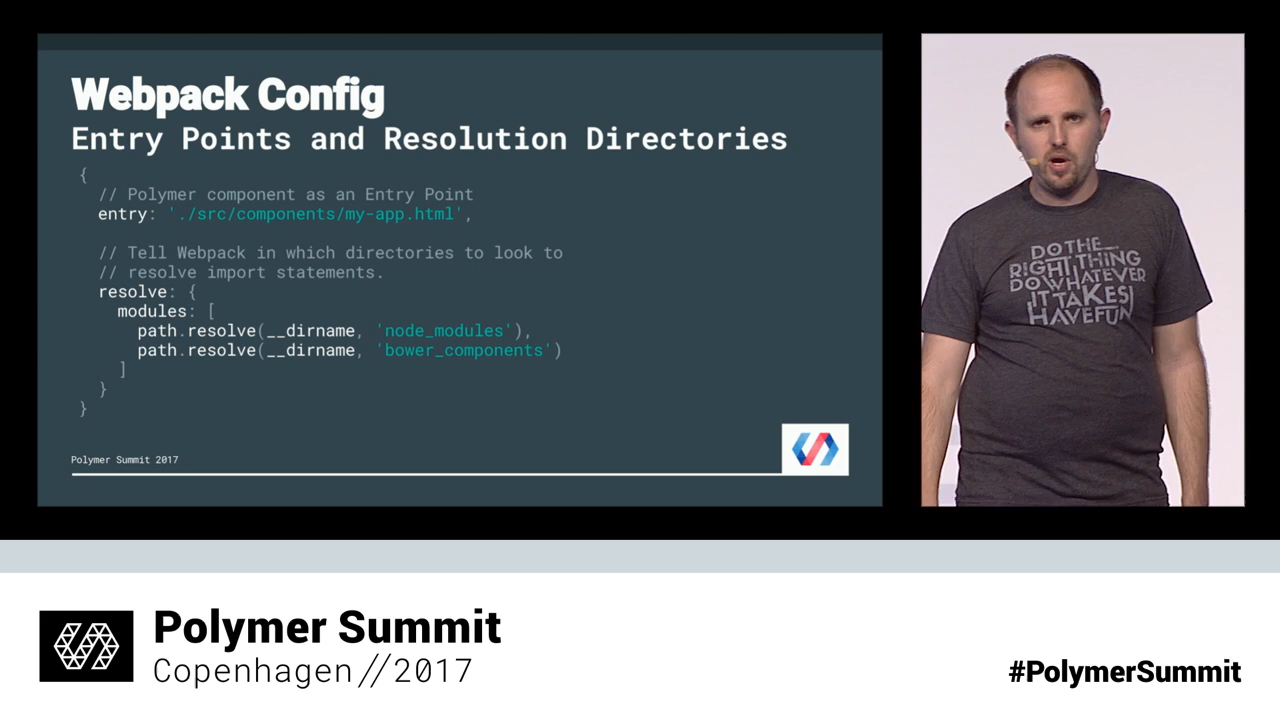 Webpack Config
Entry Points and Resolution Directories
{
// Polymer component as an Entry Point
entry: './src/components/my-app.html',
// Tell Webpack in which directories to look to
// resolve import statements.
resolve: {
modules: [
path.resolve(__dirname, 'node_modules'),
path.resolve(__dirname, 'bower_components')
]
}
}
Polymer Summit 2017
DO THE
RIGHT THING
DO WHATEVER
IT TAKES
HAVE FUN
Polymer Summit
Copenhagen//2017
#PolymerSummit